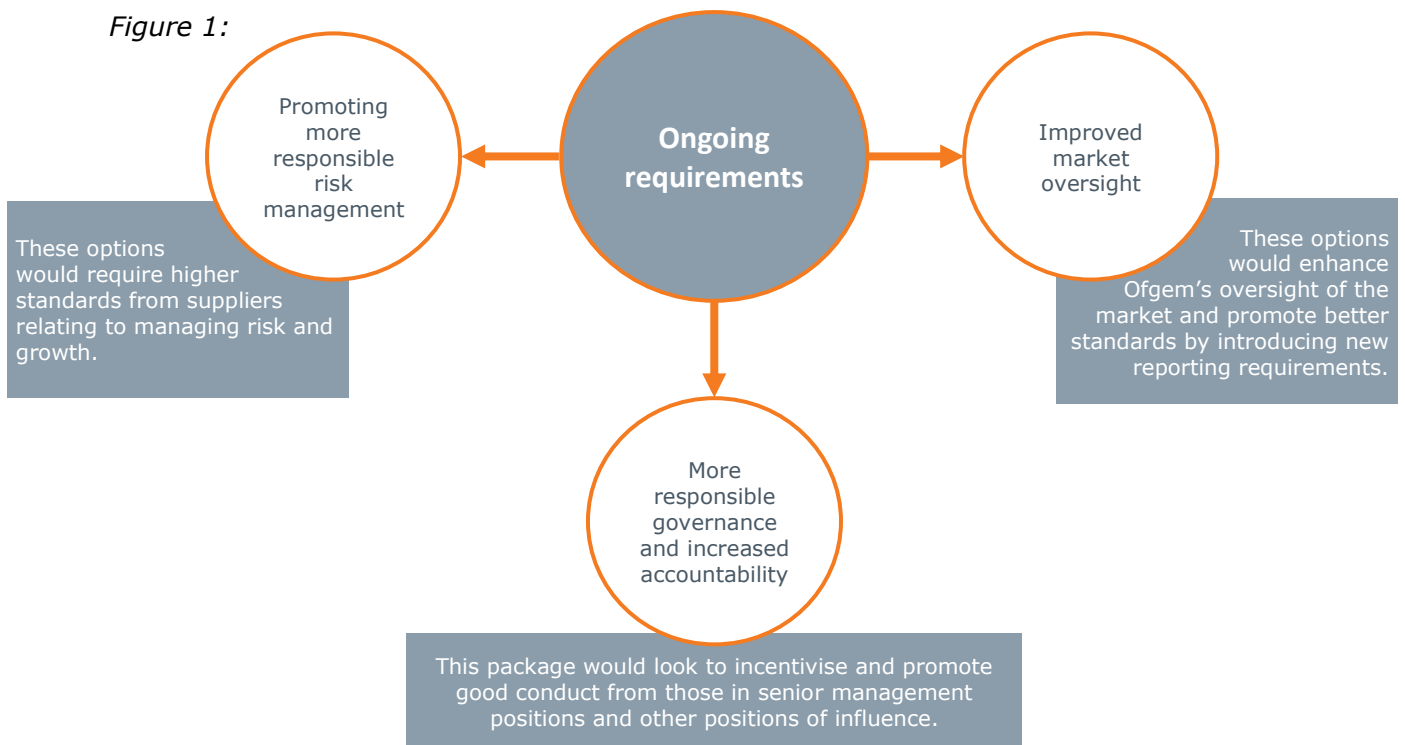 Figure 1:
Ongoing
requirements
Promoting
more
responsible
risk
management
These options
would require higher
standards from suppliers
relating to managing risk and
growth.
Improved
market
oversight
These options
would enhance
Ofgem’s oversight of the
market and promote better
standards by introducing new
reporting requirements.
More
responsible
governance
and increased
accountability
This package would look to incentivise and promote
good conduct from those in senior management
positions and other positions of influence.